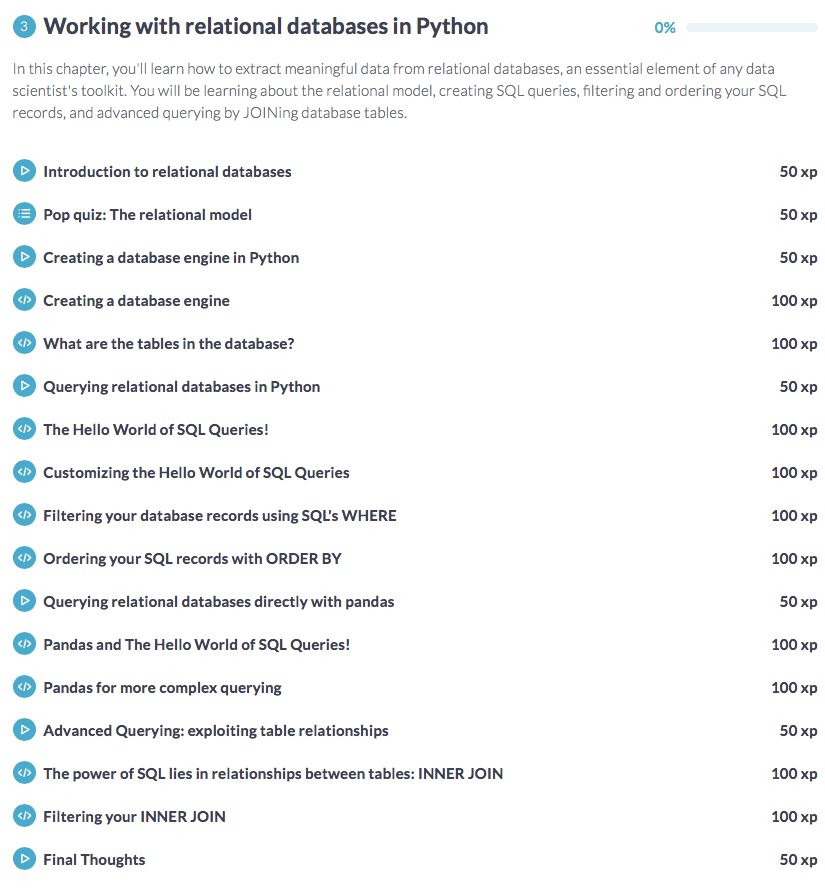 3 Working with relational databases in Python 0%
In this chapter, you'll learn how to extract meaningful data from relational databases, an essential element of any data
scientist's toolkit. You will be learning about the relational model, creating SQL queries, filtering and ordering your SQL
records, and advanced querying by JOINing database tables.
Introduction to relational databases 50 xp
Pop quiz: The relational model 50 xp
Creating a database engine in Python 50 xp
Creating a database engine 100 xp
What are the tables in the database? 100 xp
Querying relational databases in Python 50 xp
The Hello World of SQL Queries! 100 xp
Customizing the Hello World of SQL Queries 100 xp
Filtering your database records using SQL's WHERE 100 xp
Ordering your SQL records with ORDER BY 100 xp
Querying relational databases directly with pandas 50 xp
Pandas and The Hello World of SQL Queries! 100 xp
Pandas for more complex querying 100 xp
Advanced Querying: exploiting table relationships 50 xp
The power of SQL lies in relationships between tables: INNER JOIN 100 xp
Filtering your INNER JOIN 100 xp
Final Thoughts 50 xp